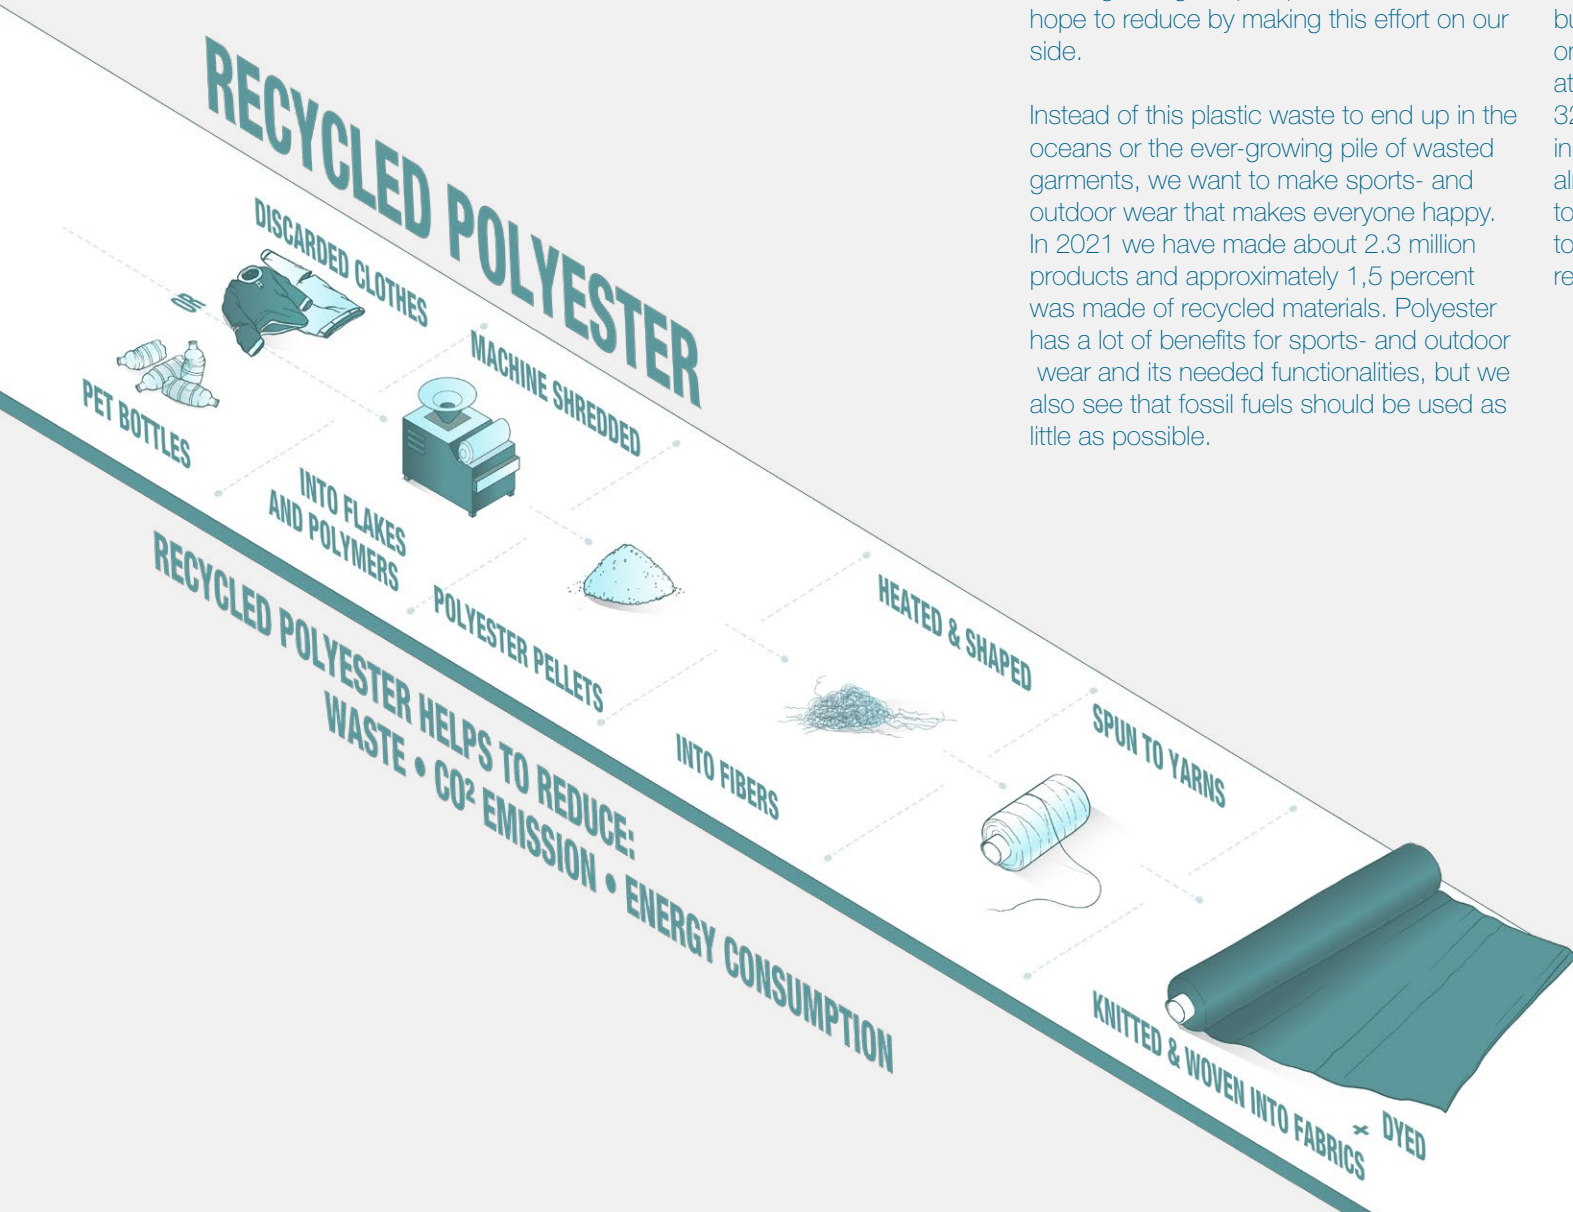 hope to reduce by making this effort on our
side.
Instead of this plastic waste to end up in the
oceans or the ever-growing pile of wasted
garments, we want to make sports- and
outdoor wear that makes everyone happy.
In 2021 we have made about 2.3 million
products and approximately 1,5 percent
was made of recycled materials. Polyester
has a lot of benefits for sports- and outdoor
wear and its needed functionalities, but we
also see that fossil fuels should be used as
little as possible.
32
in
to
to
RECYCLED POLYESTER
DISCARDED CLOTHES
OR
PET BOTTLES
MACHINE SHREDDED
INTO FLAKES
AND POLYMERS
POLYESTER PELLETS
HEATED & SHAPED
INTO FIBERS
SPUN TO YARNS
KNITTED & WOVEN INTO FABRICS
× DYED
RECYCLED POLYESTER HELPS TO REDUCE:
WASTE • CO² EMISSION • ENERGY CONSUMPTION